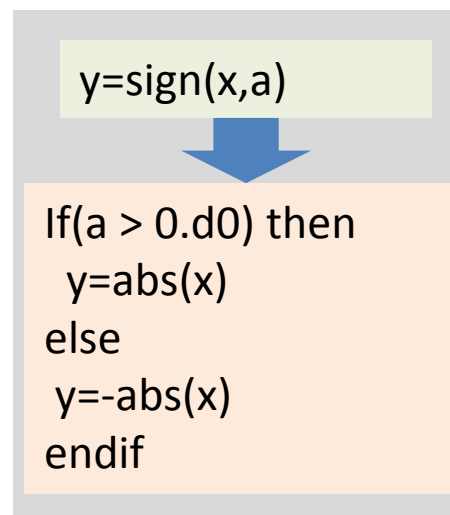 y=sign(x,a)
If(a > 0.d0) then
y=abs(x)
else
y=-abs(x)
endif